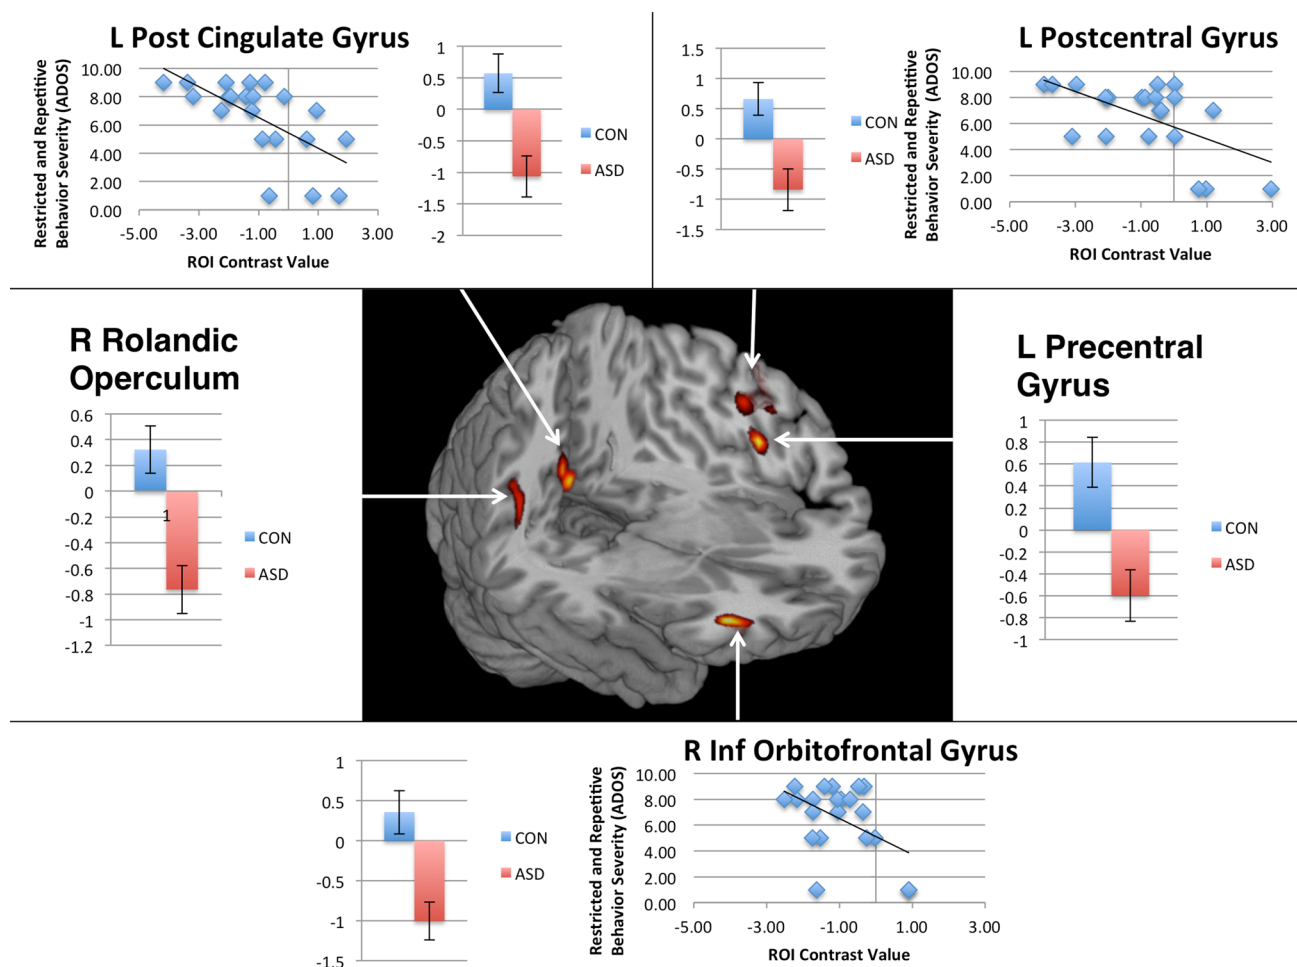 L Post Cingulate Gyrus
Restricted and Repetitive
Behavior Severity (ADOS)
10.00
8.00
6.00
4.00
2.00
0.00
-5.00 -3.00 -1.00 1.00 3.00
ROI Contrast Value
1
0.5
0
-0.5
-1
-1.5
-2
CON
ASD
1.5
1
0.5
0
-0.5
-1
-1.5
CON
ASD
L Postcentral Gyrus
Restricted and Repetitive
Behavior Severity (ADOS)
10.00
8.00
6.00
4.00
2.00
0.00
-5.00 -3.00 -1.00 1.00 3.00
ROI Contrast Value
R Rolandic
Operculum
0.6
0.4
0.2
0
-0.2
-0.4
-0.6
-0.8
-1
-1.2
1
CON
ASD
L Precentral
Gyrus
1
0.8
0.6
0.4
0.2
0
-0.2
-0.4
-0.6
-0.8
-1
CON
ASD
1
0.5
0
-0.5
-1
-1.5
CON
ASD
R Inf Orbitofrontal Gyrus
Restricted and Repetitive
Behavior Severity (ADOS)
10.00
8.00
6.00
4.00
2.00
0.00
-5.00 -3.00 -1.00 1.00 3.00
ROI Contrast Value